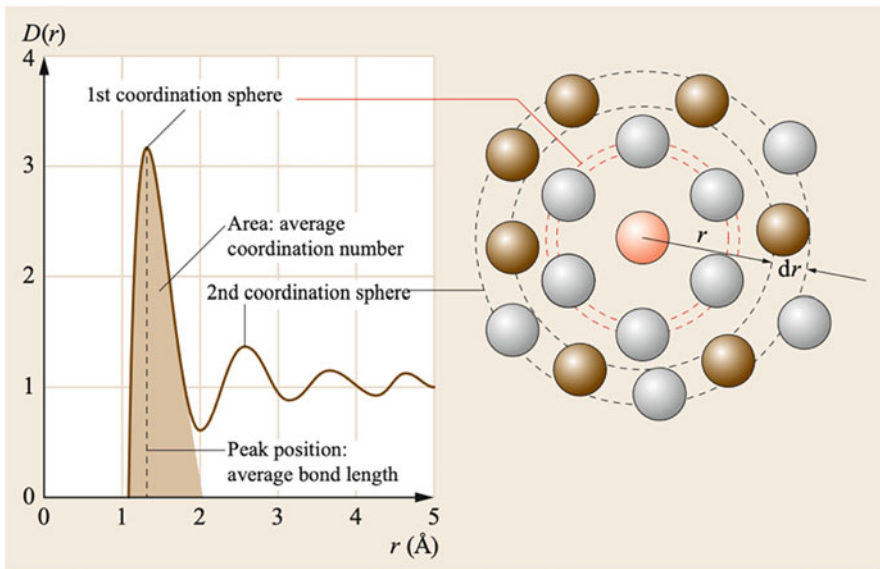 D(r)
4
3
2
1
0
0 1 2 3 4 5
r (Å)
1st coordination sphere
Area: average
coordination number
2nd coordination sphere
Peak position:
average bond length
r
dr